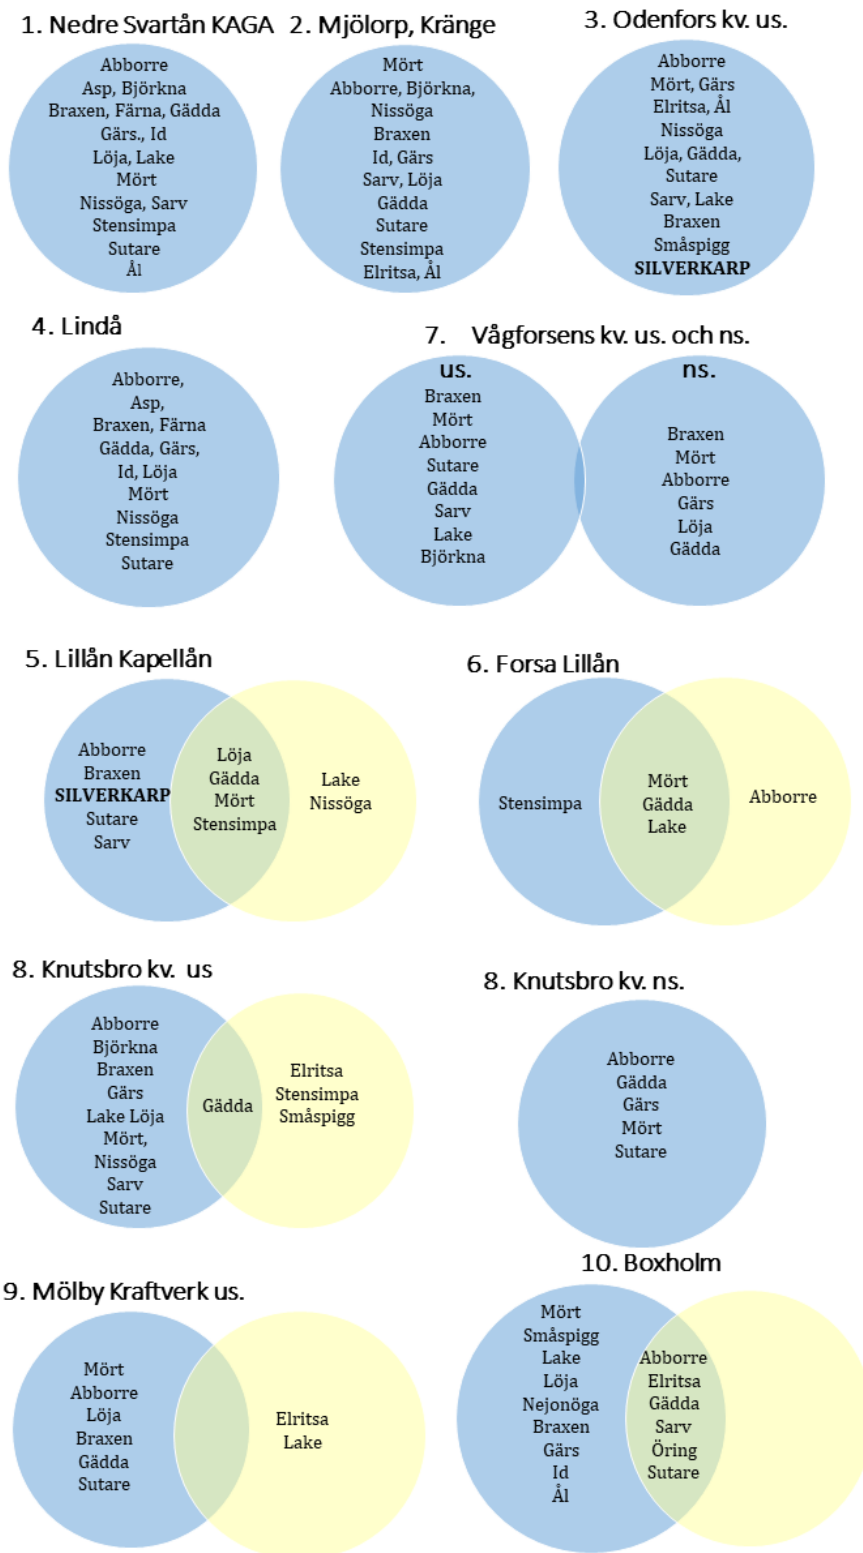 1. Nedre Svartån KAGA
Abborre
Asp, Björkna
Braxen, Färna, Gädda
Gärs., Id
Löja, Lake
Mört
Nissöga, Sarv
Stensimpa
Sutare
Ål
2. Mjölorp, Kränge
Mört
Abborre, Björkna,
Nissöga
Braxen
Id, Gärs
Sarv, Löja
Gädda
Sutare
Stensimpa
Elritsa, Ål
3. Odenfors kv. us.
Abborre
Mört, Gärs
Elritsa, Ål
Nissöga
Löja, Gädda,
Sutare
Sarv, Lake
Braxen
Småspigg
SILVERKARP
4. Lindå
Abborre,
Asp,
Braxen, Färna
Gädda, Gärs,
Id, Löja
Mört
Nissöga
Stensimpa
Sutare
7. Vågforsens kv. us. och ns.
us.
Braxen
Mört
Abborre
Sutare
Gädda
Sarv
Lake
Björkna
ns.
Braxen
Mört
Abborre
Gärs
Löja
Gädda
5. Lillån Kapellån
Abborre
Braxen
SILVERKARP
Sutare
Sarv
Löja
Gädda
Mört
Stensimpa
Lake
Nissöga
6. Forsa Lillån
Stensimpa
Mört
Gädda
Lake
Abborre
8. Knutsbro kv. us
Abborre
Björkna
Braxen
Gärs
Lake Löja
Mört,
Nissöga
Sarv
Sutare
Gädda
Elritsa
Stensimpa
Småspigg
8. Knutsbro kv. ns.
Abborre
Gädda
Gärs
Mört
Sutare
9. Mölby Kraftverk us.
Mört
Abborre
Löja
Braxen
Gädda
Sutare
Elritsa
Lake
10. Boxholm
Mört
Småspigg
Lake
Löja
Nejonöga
Braxen
Gärs
Id
Ål
Abborre
Elritsa
Gädda
Sarv
Öring
Sutare